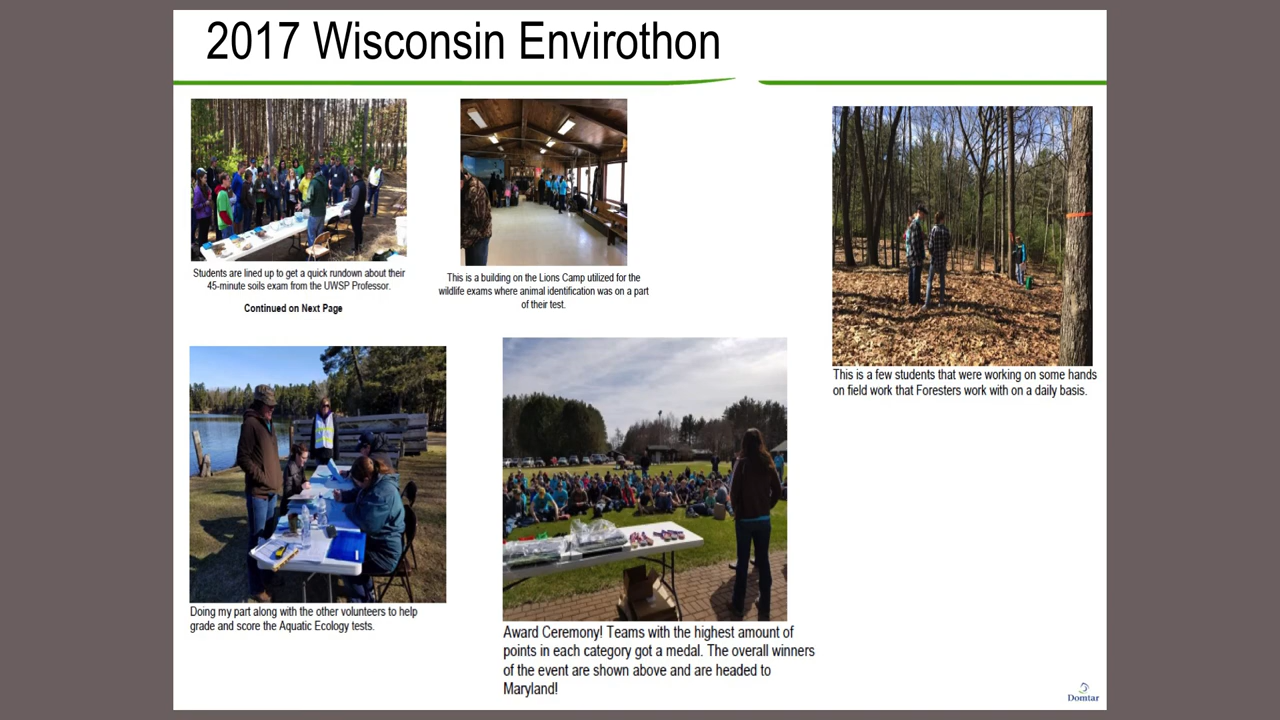 2017 Wisconsin Envirothon
Students are lined up to get a quick rundown about their
45-minute soils exam from the UWSP Professor.
Continued on Next Page
This is a building on the Lions Camp utilized for the
wildlife exams where animal identification was on a part
of their test.
This is a few students that were working on some hands
on field work that Foresters work with on a daily basis.
Doing my part along with the other volunteers to help
grade and score the Aquatic Ecology tests.
Award Ceremony! Teams with the highest amount of
points in each category got a medal. The overall winners
of the event are shown above and are headed to
Maryland!
Domtar